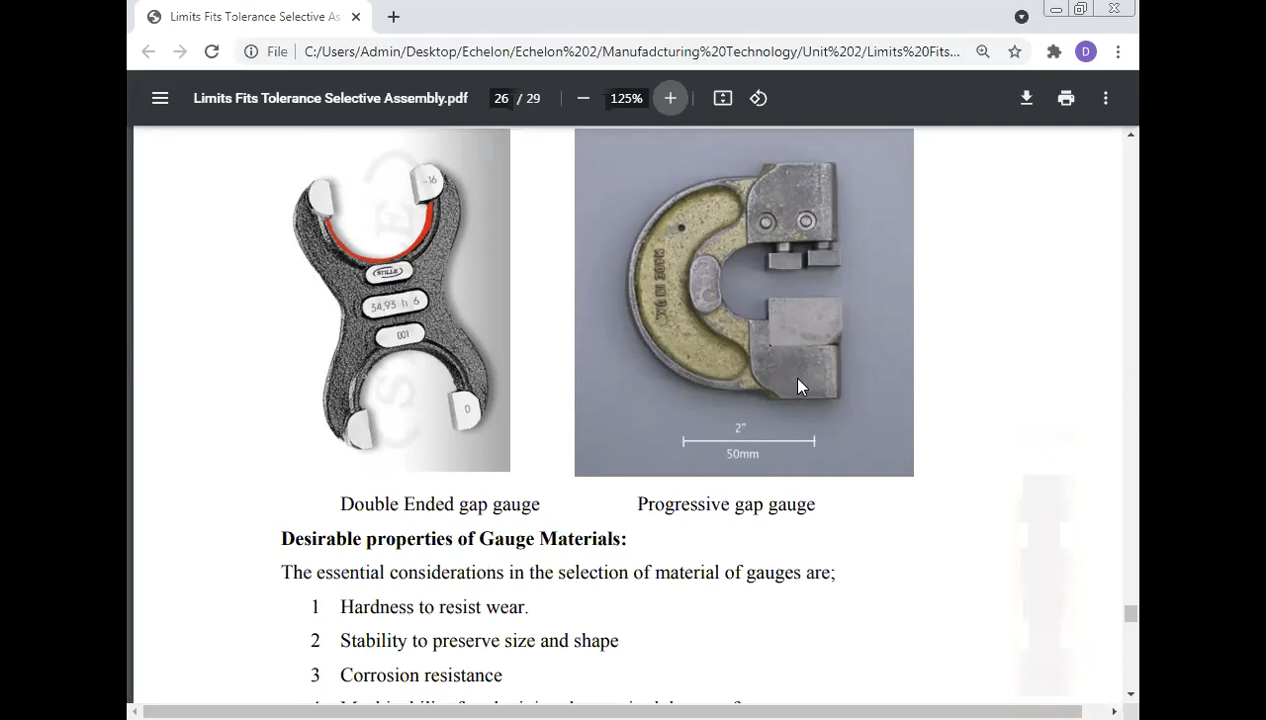 Limits Fits Tolerance Selective As
File
C:/Users/Admin/Desktop/Echelon/Echelon%202/Manufadcturing%20Technology/Unit%202/Limits%20Fits...
D
Limits Fits Tolerance Selective Assembly.pdf
26 / 29
125%
-16
STILLE
34,93 h 6
001
0
2"
50mm
Double Ended gap gauge
Progressive gap gauge
Desirable properties of Gauge Materials:
The essential considerations in the selection of material of gauges are;
1 Hardness to resist wear.
2 Stability to preserve size and shape
3 Corrosion resistance